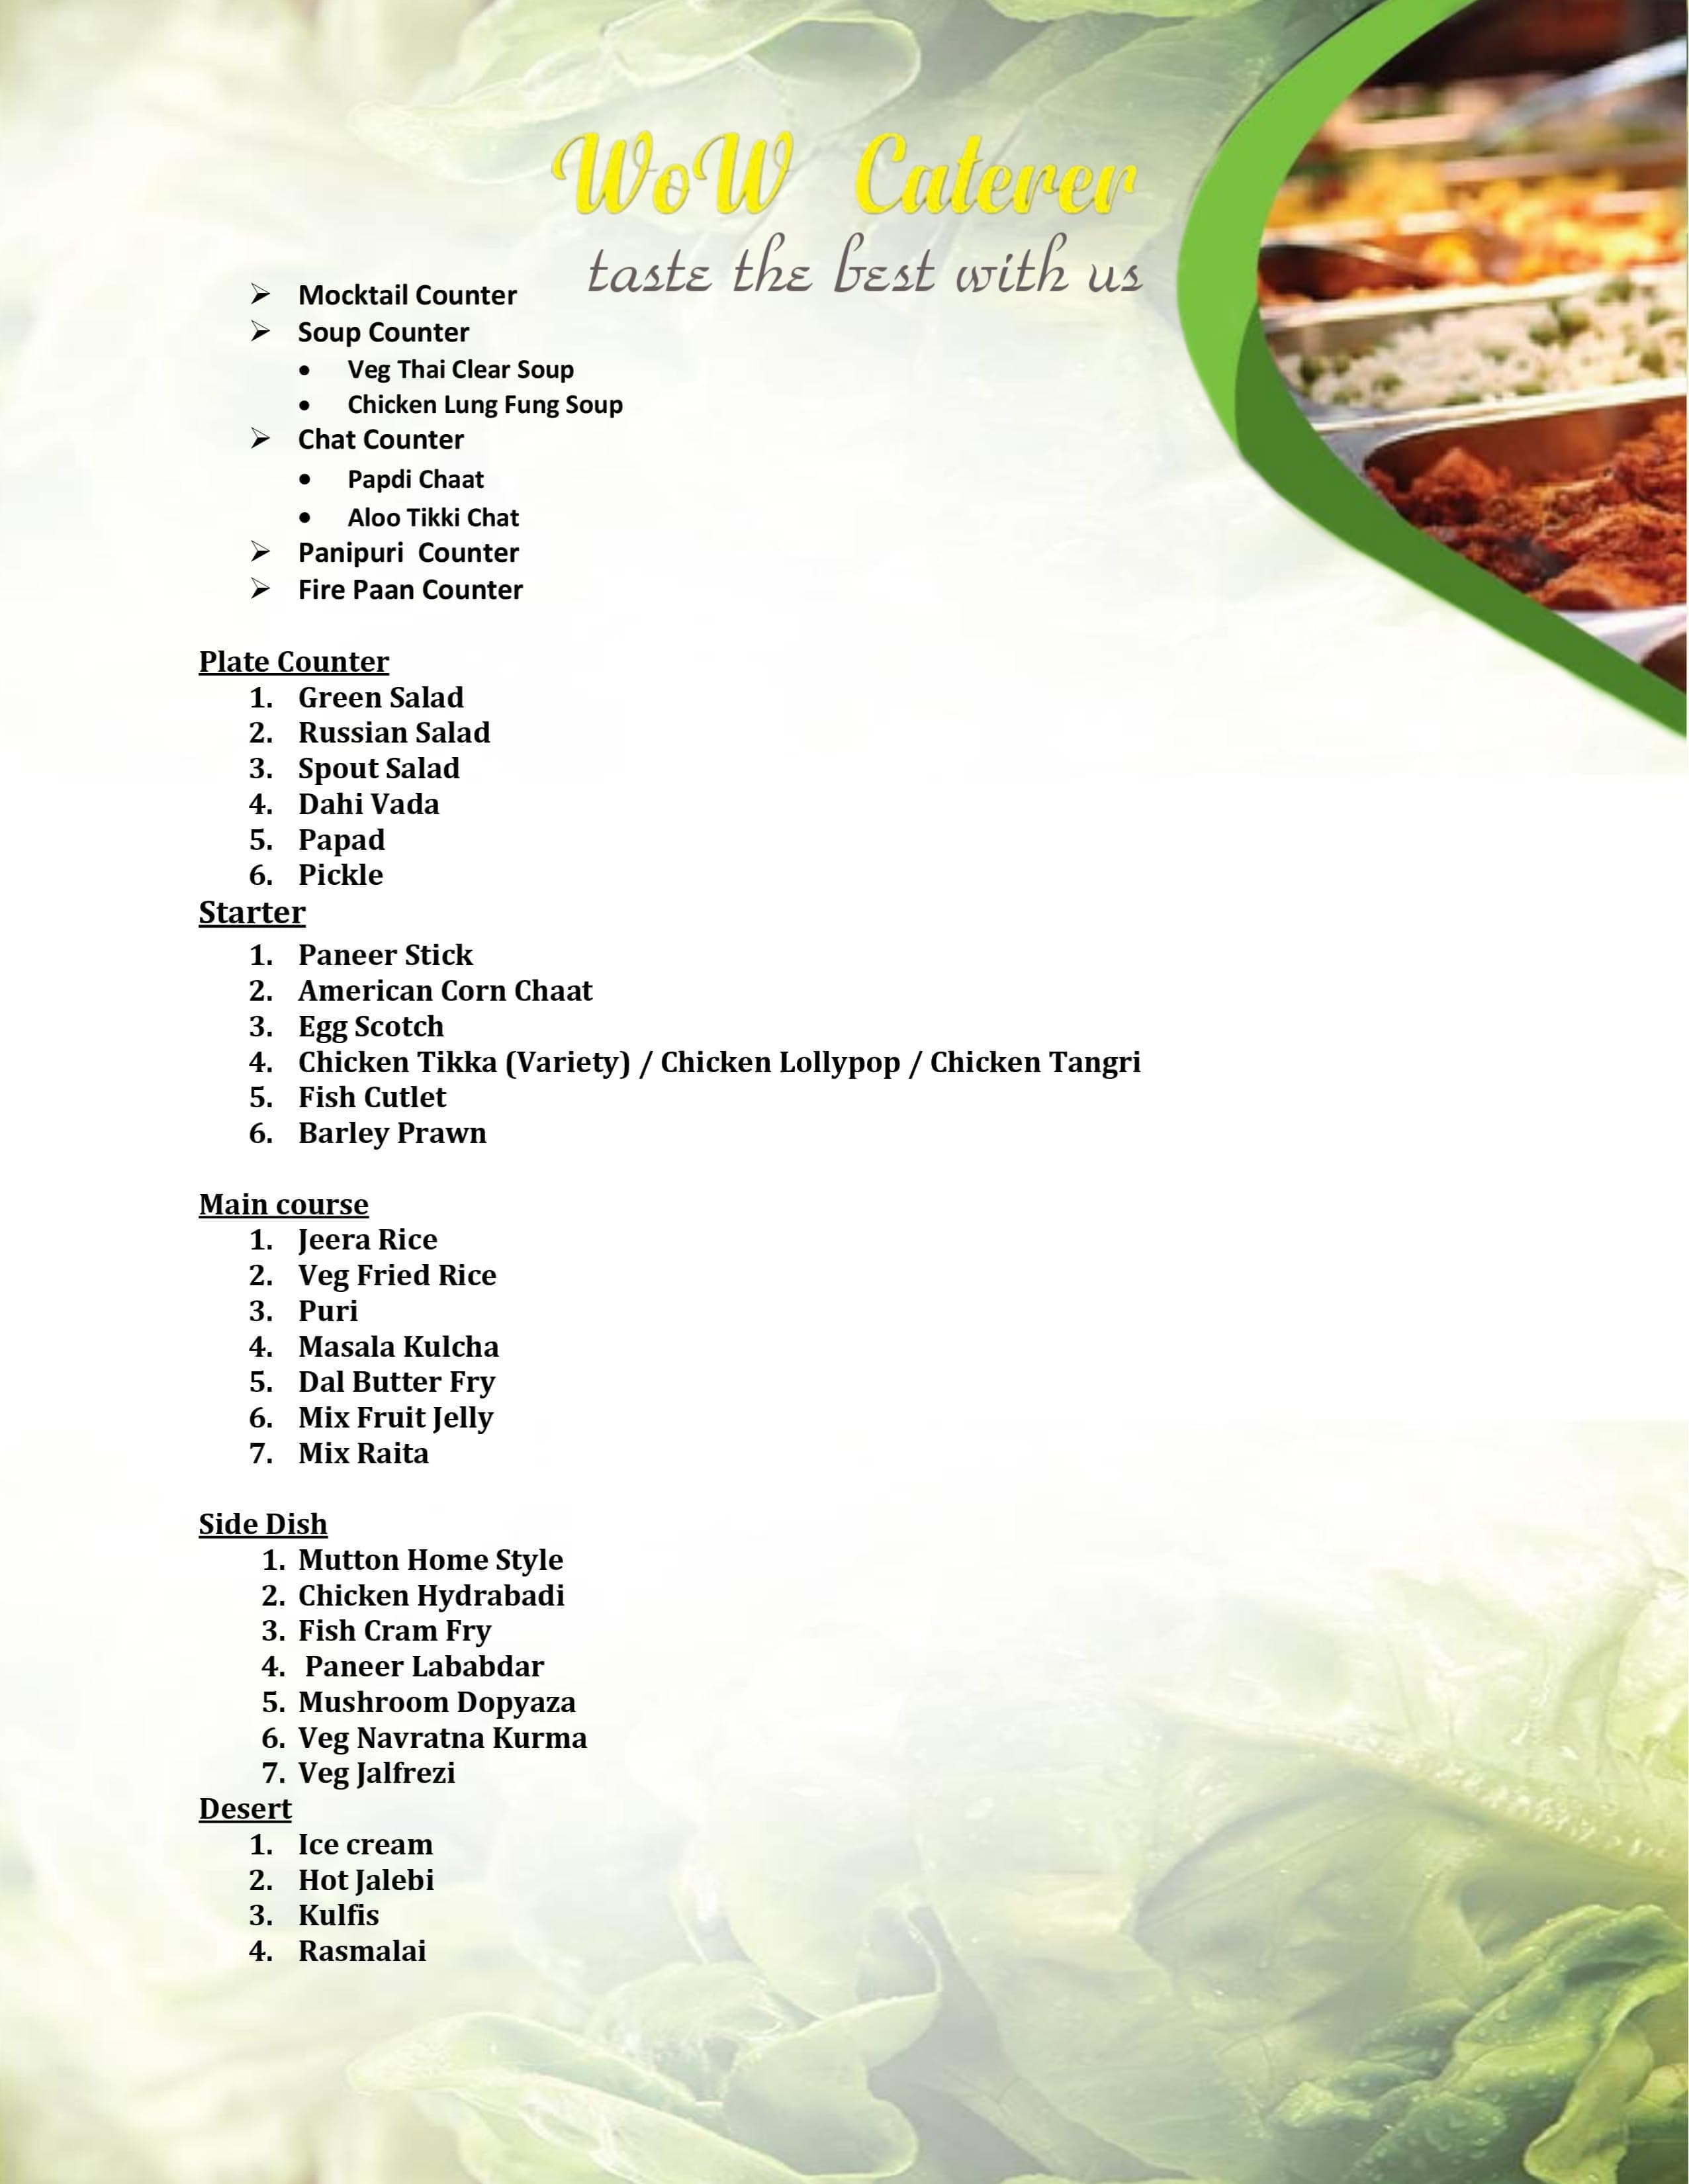 WoW Caterer
taste the best with us
➢ Mocktail Counter
➢ Soup Counter
• Veg Thai Clear Soup
• Chicken Lung Fung Soup
➢ Chat Counter
• Papdi Chaat
• Aloo Tikki Chat
➢ Panipuri Counter
➢ Fire Paan Counter
Plate Counter
1. Green Salad
2. Russian Salad
3. Spout Salad
4. Dahi Vada
5. Papad
6. Pickle
Starter
1. Paneer Stick
2. American Corn Chaat
3. Egg Scotch
4. Chicken Tikka (Variety) / Chicken Lollypop / Chicken Tangri
5. Fish Cutlet
6. Barley Prawn
Main course
1. Jeera Rice
2. Veg Fried Rice
3. Puri
4. Masala Kulcha
5. Dal Butter Fry
6. Mix Fruit Jelly
7. Mix Raita
Side Dish
1. Mutton Home Style
2. Chicken Hydrabadi
3. Fish Cram Fry
4. Paneer Lababdar
5. Mushroom Dopyaza
6. Veg Navratna Kurma
7. Veg Jalfrezi
Desert
1. Ice cream
2. Hot Jalebi
3. Kulfis
4. Rasmalai